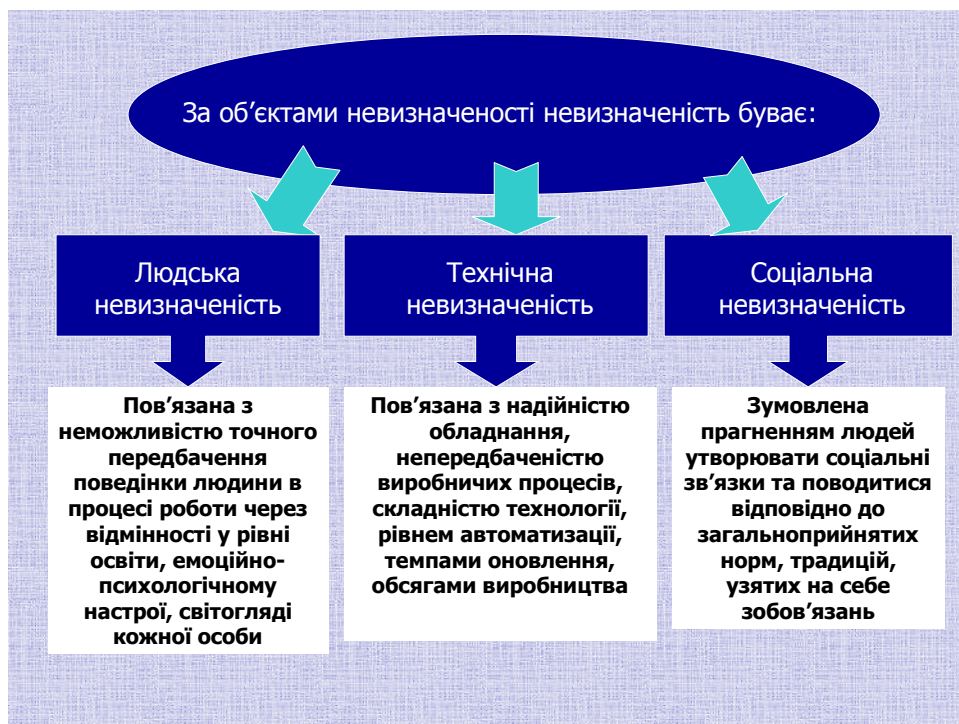 За об’єктами невизначеності невизначеність буває:
Людська
невизначеність
Технічна
невизначеність
Соціальна
невизначеність
Пов’язана з
неможливістю точного
передбачення
поведінки людини в
процесі роботи через
відмінності у рівні
освіти, емоційно-
психологічному
настрої, світогляді
кожної особи
Пов’язана з надійністю
обладнання,
непередбаченістю
виробничих процесів,
складністю технології,
рівнем автоматизації,
темпами оновлення,
обсягами виробництва
Зумовлена
прагненням людей
утворювати соціальні
зв’язки та поводитися
відповідно до
загальноприйнятих
норм, традицій,
узятих на себе
зобов’язань